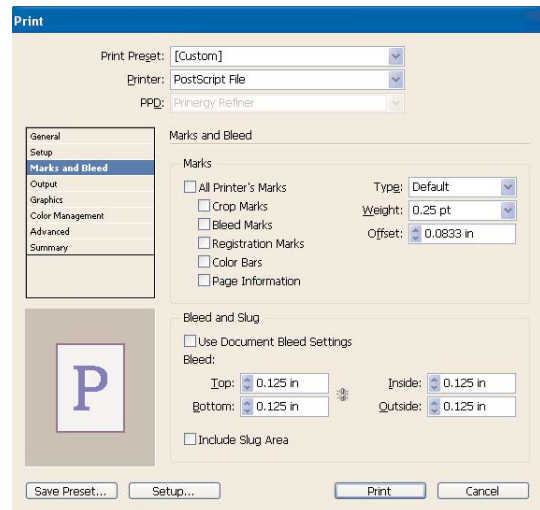 Print
Print Preset: [Custom]
Printer: PostScript File
PPD: Prinergy Refiner
General
Setup
Marks and Bleed
Output
Graphics
Color Management
Advanced
Summary
Marks and Bleed
Marks
All Printer's Marks
Crop Marks
Bleed Marks
Registration Marks
Color Bars
Page Information
Type: Default
Weight: 0.25 pt
Offset: 0.0833 in
Bleed and Slug
Use Document Bleed Settings
Bleed:
Top: 0.125 in
Bottom: 0.125 in
Inside: 0.125 in
Outside: 0.125 in
Include Slug Area
P
Save Preset...
Setup...
Print
Cancel